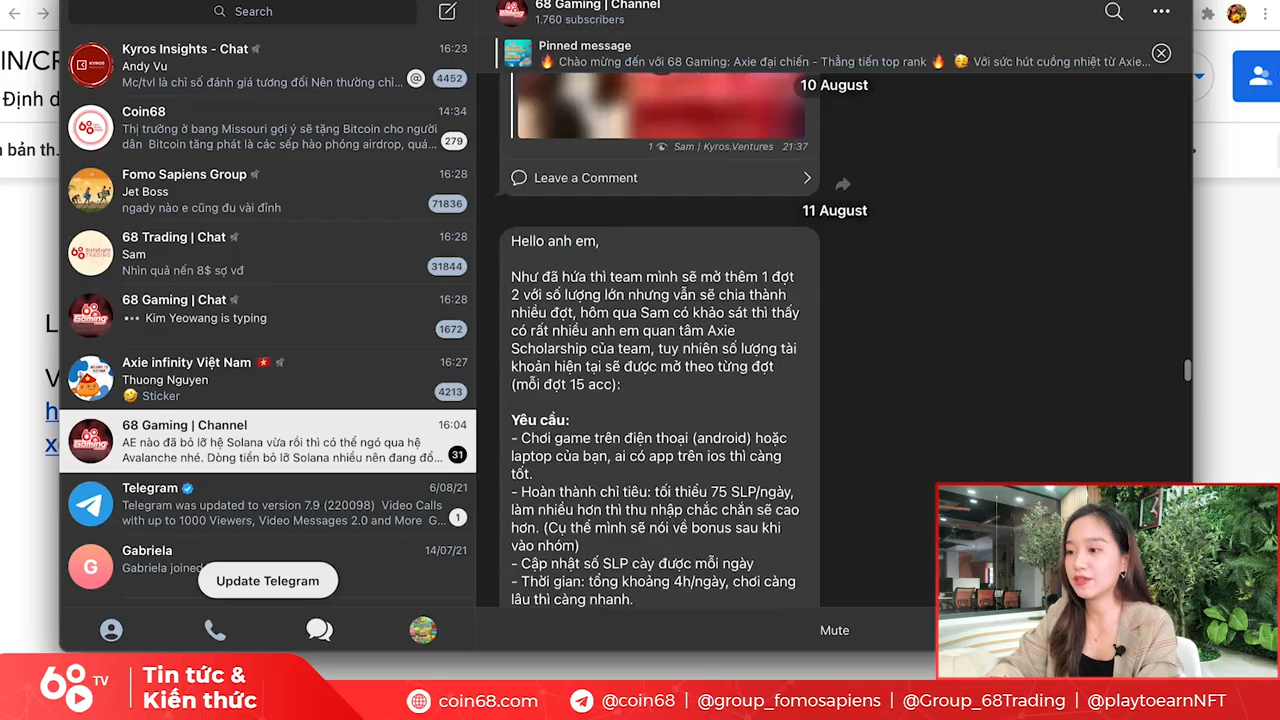 Search
68 Gaming | Channel
1.760 subscribers
Pinned message
🔥 Chào mừng đến với 68 Gaming: Axie đại chiến - Thẳng tiến top rank 🔥 🥳 Với sức hút cuồng nhiệt từ Axie...
IN/CR
Định d
bản th.
L
V
h
x
Kyros Insights - Chat
16:23
Andy Vu
Mc/tvl là chỉ số đánh giá tương đối Nên thường chỉ...
@
4452
Coin68
14:34
Thị trường ở bang Missouri gợi ý sẽ tặng Bitcoin cho người
dân Bitcoin tăng phát là các sếp hào phóng airdrop, quá...
279
Fomo Sapiens Group
16:28
Jet Boss
ngady nào e cũng đu vài đỉnh
71836
68 Trading | Chat
16:28
Sam
Nhìn quả nến 8$ sợ vđ
31844
68 Gaming | Chat
16:28
••• Kim Yeowang is typing
1672
Axie infinity Việt Nam 🇻🇳
16:27
Thuong Nguyen
🤣 Sticker
4213
68 Gaming | Channel
16:04
AE nào đã bỏ lỡ hệ Solana vừa rồi thì có thể ngó qua hệ
Avalanche nhé. Dòng tiền bỏ lỡ Solana nhiều nên đang đổ...
31
Telegram
6/08/21
Telegram was updated to version 7.9 (220098) Video Calls
with up to 1000 Viewers, Video Messages 2.0 and More G...
1
Gabriela
14/07/21
Gabriela joined
G
Update Telegram
10 August
1 Sam | Kyros.Ventures 21:37
Leave a Comment
11 August
Hello anh em,
Như đã hứa thì team mình sẽ mở thêm 1 đợt
2 với số lượng lớn nhưng vẫn sẽ chia thành
nhiều đợt, hôm qua Sam có khảo sát thì thấy
có rất nhiều anh em quan tâm Axie
Scholarship của team, tuy nhiên số lượng tài
khoản hiện tại sẽ được mở theo từng đợt
(mỗi đợt 15 acc):
Yêu cầu:
- Chơi game trên điện thoại (android) hoặc
laptop của bạn, ai có app trên ios thì càng
tốt.
- Hoàn thành chỉ tiêu: tối thiểu 75 SLP/ngày,
làm nhiều hơn thì thu nhập chắc chắn sẽ cao
hơn. (Cụ thể mình sẽ nói về bonus sau khi
vào nhóm)
- Cập nhật số SLP cày được mỗi ngày
- Thời gian: tổng khoảng 4h/ngày, chơi càng
lâu thì càng nhanh.
Mute
68 TV
Tin tức &
Kiến thức
coin68.com
@coin68 | @group_fomosapiens | @Group_68Trading | @playtoearnNFT